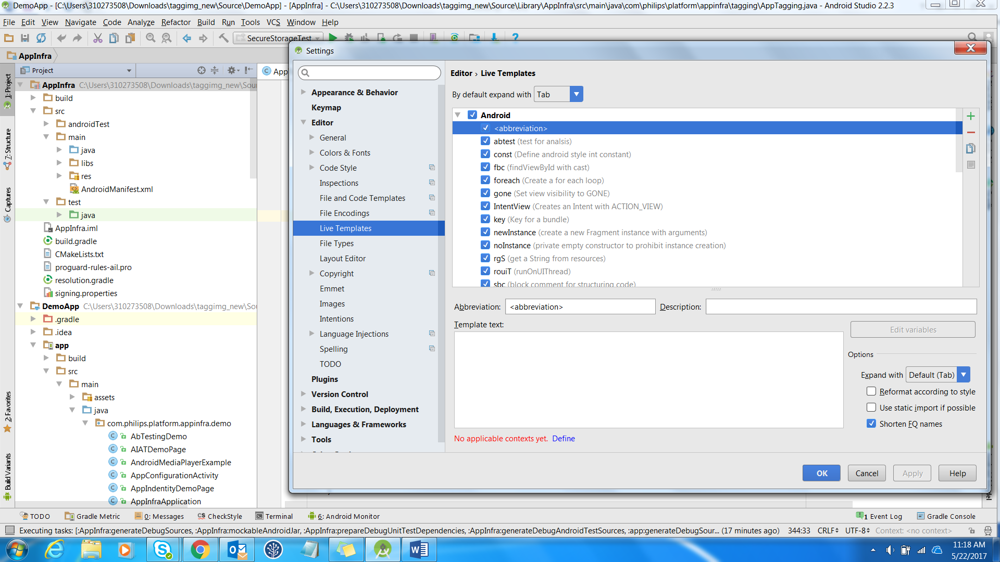 DemoApp - [C:\Users\310273508\Downloads\taggimg_new\Source\DemoApp] - [AppInfra] - C:\Users\310273508\Downloads\taggimg_new\Source\Library\AppInfra\src\main\java\com\philips\platform\appinfra\tagging\AppTagging.java - Android Studio 2.2.3
File Edit View Navigate Code Analyze Refactor Build Run Tools VCS Window Help
SecureStorageTest
AppInfra
Project
1: Project
7: Structure
Captures
2: Favorites
Build Variants
AppInfra C:\Users\310273508\Downloads\taggimg_new\Sou
build
src
androidTest
main
java
libs
res
AndroidManifest.xml
test
java
AppInfra.iml
build.gradle
CMakeLists.txt
proguard-rules-ail.pro
resolution.gradle
signing.properties
DemoApp C:\Users\310273508\Downloads\taggimg_new\So
.gradle
.idea
app
build
src
main
assets
java
com.philips.platform.appinfra.demo
AbTestingDemo
AIATDemoPage
AndroidMediaPlayerExample
AppConfigurationActivity
AppIndentityDemoPage
AppInfraApplication
App
Settings
Appearance & Behavior
Keymap
Editor
General
Colors & Fonts
Code Style
Inspections
File and Code Templates
File Encodings
Live Templates
File Types
Layout Editor
Copyright
Emmet
Images
Intentions
Language Injections
Spelling
TODO
Plugins
Version Control
Build, Execution, Deployment
Languages & Frameworks
Tools
Editor › Live Templates
By default expand with Tab
Android
<abbreviation>
abtest (test for analsis)
const (Define android style int constant)
fbc (findViewById with cast)
foreach (Create a for each loop)
gone (Set view visibility to GONE)
IntentView (Creates an Intent with ACTION_VIEW)
key (Key for a bundle)
newInstance (create a new Fragment instance with arguments)
noInstance (private empty constructor to prohibit instance creation)
rgS (get a String from resources)
rouiT (runOnUIThread)
sbc (block comment for structuring code)
Abbreviation: <abbreviation> Description:
Template text:
Edit variables
Options
Expand with Default (Tab)
Reformat according to style
Use static import if possible
Shorten FQ names
No applicable contexts yet. Define
OK Cancel Apply Help
TODO Gradle Metric 0: Messages CheckStyle Terminal 6: Android Monitor 1 Event Log Gradle Console
Executing tasks: [:AppInfra:generateDebugSources, :AppInfra:mockableAndroidJar, :AppInfra:prepareDebugUnitTestDependencies, :AppInfra:generateDebugAndroidTestSources, :app:generateDebugSour... (17 minutes ago) 344:33 CRLF UTF-8 Context: <no context>
11:18 AM
5/22/2017